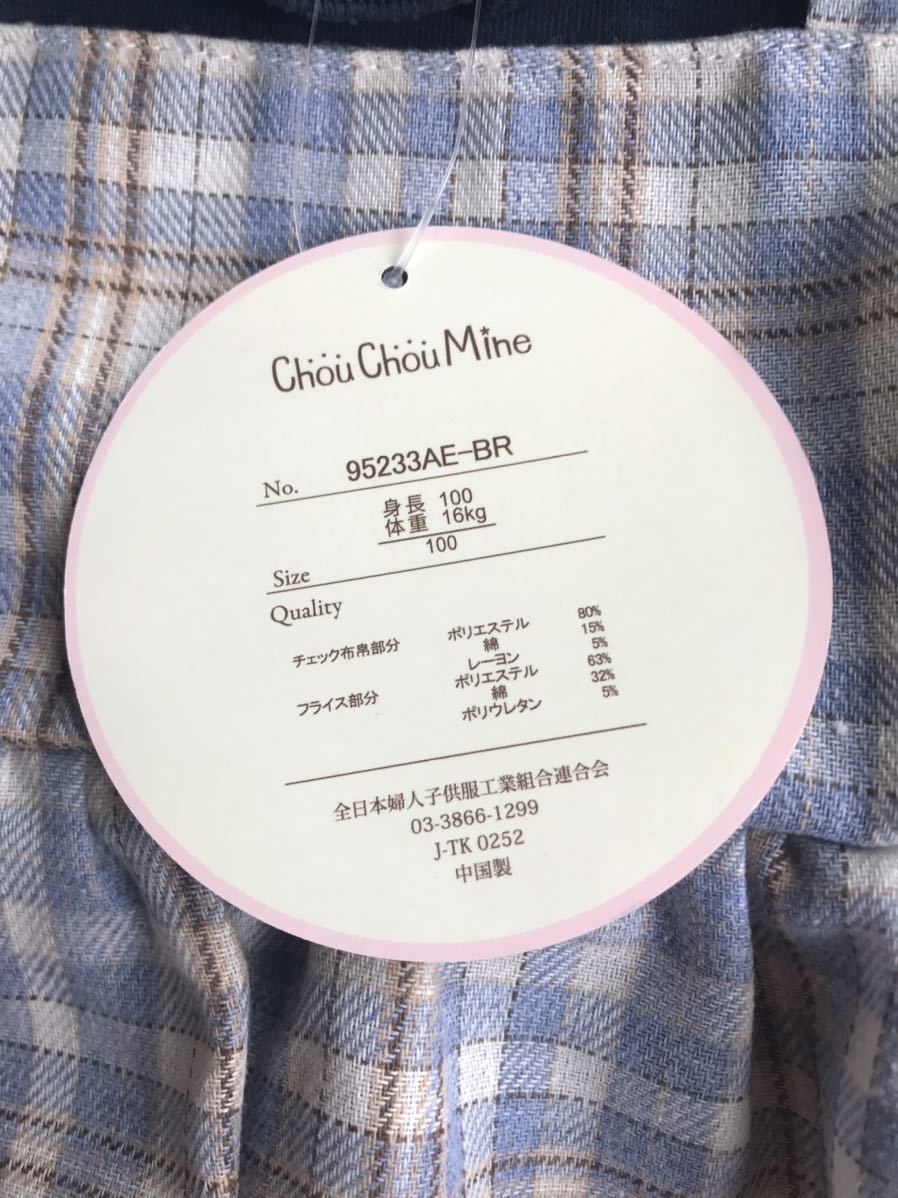 Chou Chou Mine
No. 95233AE-BR
身長 100
体重 16kg
100
Size
Quality
チェック布帛部分 ポリエステル 80%
綿 15%
レーヨン 5%
フライス部分 ポリエステル 63%
綿 32%
ポリウレタン 5%
全日本婦人子供服工業組合連合会
03-3866-1299
J-TK 0252
中国製